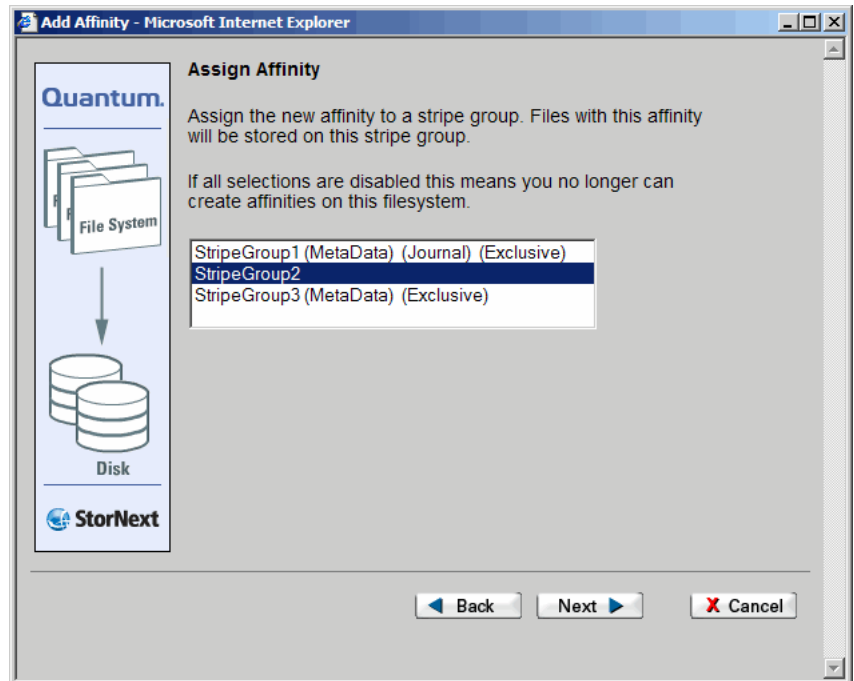 Add Affinity - Microsoft Internet Explorer
Quantum.
File System
Disk
StorNext
Assign Affinity
Assign the new affinity to a stripe group. Files with this affinity
will be stored on this stripe group.
If all selections are disabled this means you no longer can
create affinities on this filesystem.
StripeGroup1 (MetaData) (Journal) (Exclusive)
StripeGroup2
StripeGroup3 (MetaData) (Exclusive)
Back
Next
X Cancel